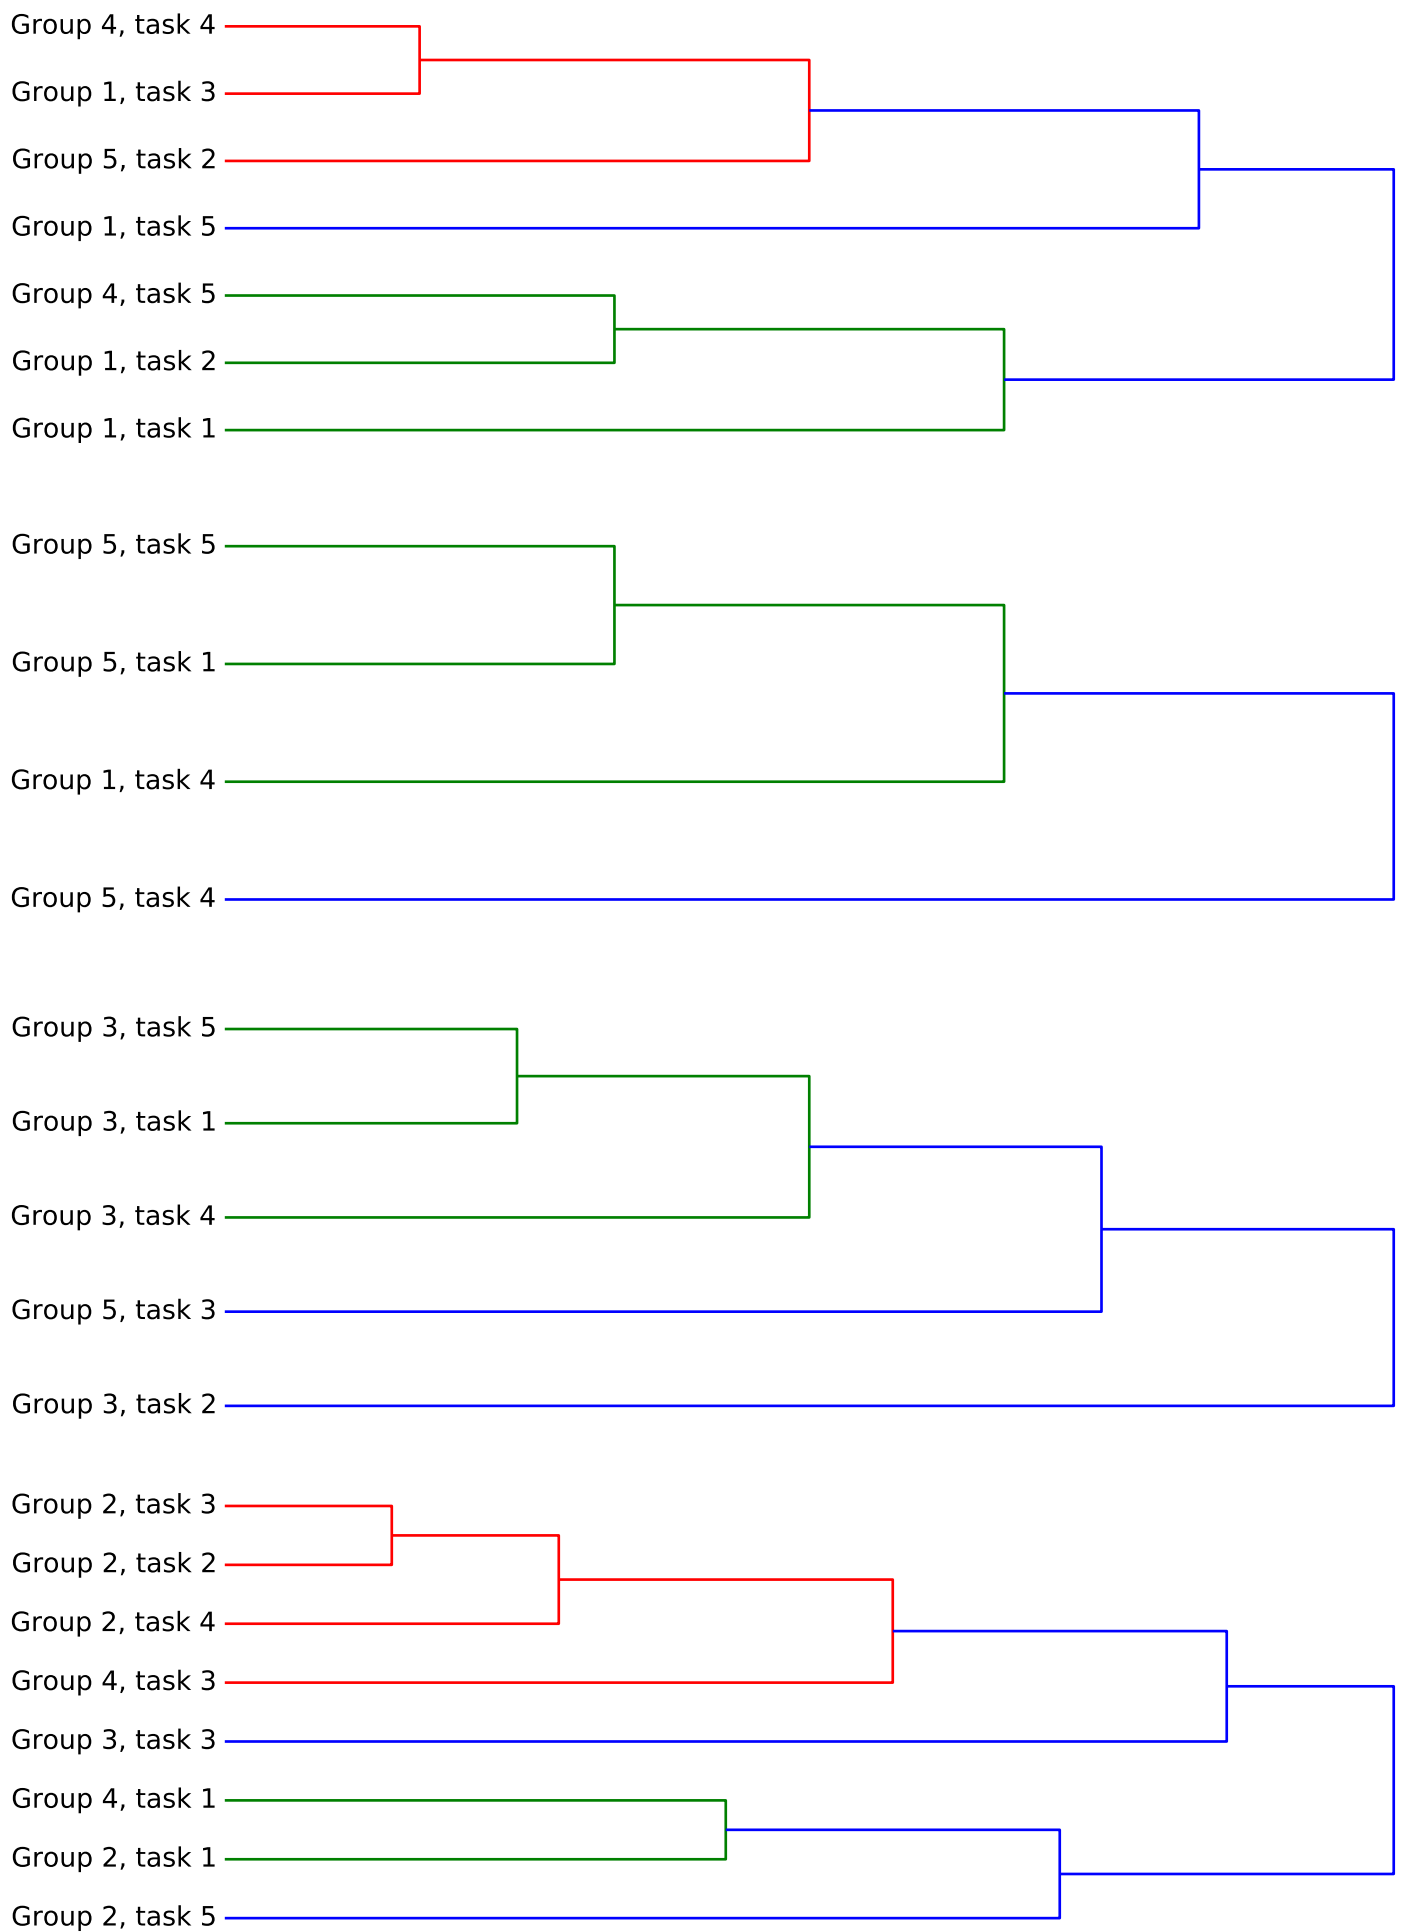 Group 4, task 4
Group 1, task 3
Group 5, task 2
Group 1, task 5
Group 4, task 5
Group 1, task 2
Group 1, task 1
Group 5, task 5
Group 5, task 1
Group 1, task 4
Group 5, task 4
Group 3, task 5
Group 3, task 1
Group 3, task 4
Group 5, task 3
Group 3, task 2
Group 2, task 3
Group 2, task 2
Group 2, task 4
Group 4, task 3
Group 3, task 3
Group 4, task 1
Group 2, task 1
Group 2, task 5